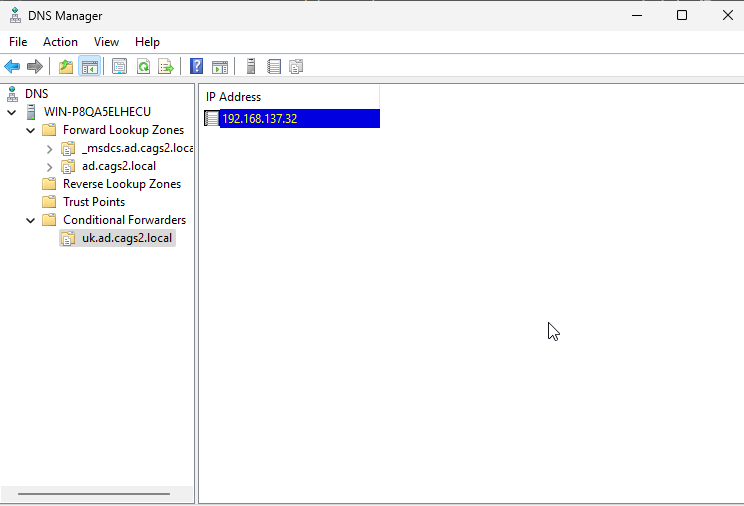 DNS Manager
File Action View Help
DNS
WIN-P8QA5ELHECU
Forward Lookup Zones
_msdcs.ad.cags2.loca
ad.cags2.local
Reverse Lookup Zones
Trust Points
Conditional Forwarders
uk.ad.cags2.local
IP Address
192.168.137.32